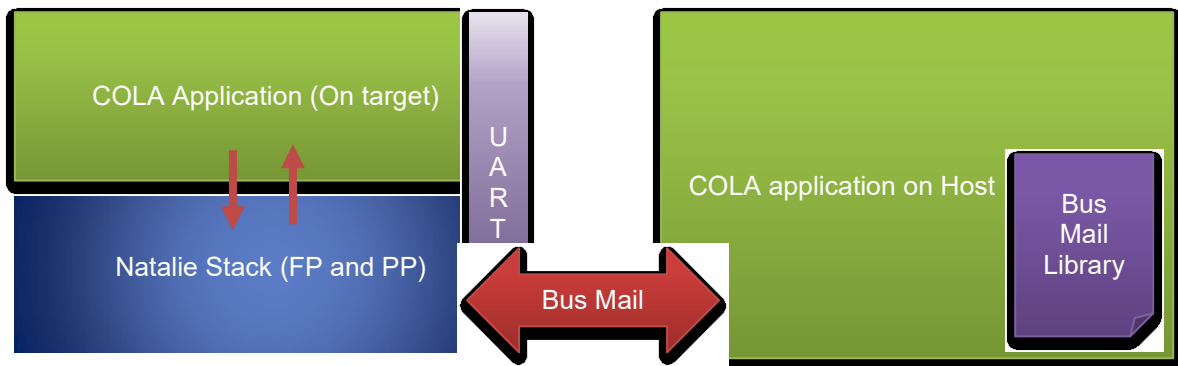 COLA Application (On target)
U
A
R
T
COLA application on Host
Bus
Mail
Library
Natalie Stack (FP and PP)
Bus Mail